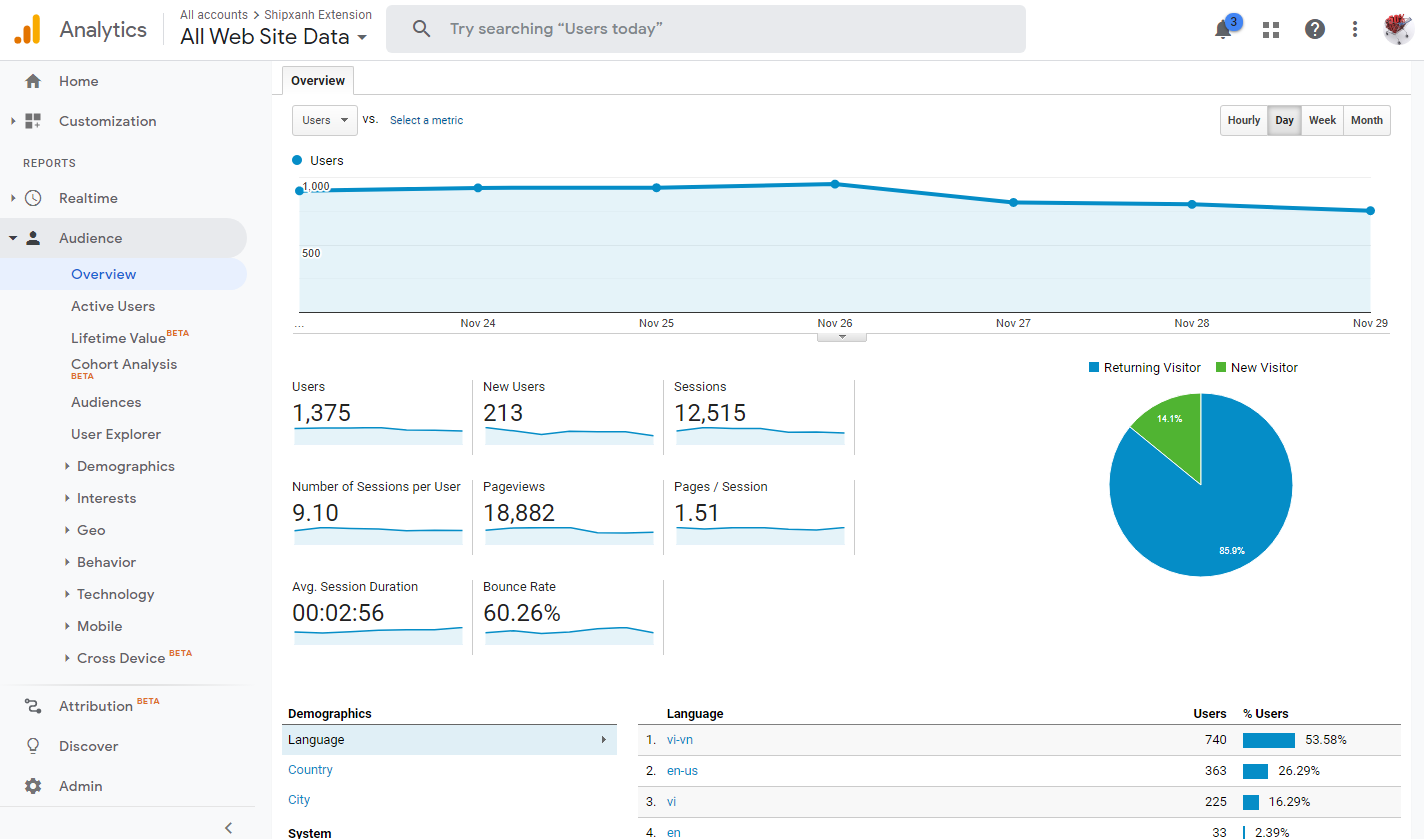 Analytics
All accounts > Shipxanh Extension
All Web Site Data
Try searching “Users today”
3
Home
Customization
REPORTS
Realtime
Audience
Overview
Active Users
Lifetime Value BETA
Cohort Analysis
BETA
Audiences
User Explorer
Demographics
Interests
Geo
Behavior
Technology
Mobile
Cross Device BETA
Attribution BETA
Discover
Admin
Overview
Users VS. Select a metric
Hourly Day Week Month
Users
1,000
500
... Nov 24 Nov 25 Nov 26 Nov 27 Nov 28 Nov 29
Returning Visitor New Visitor
14.1%
85.9%
Users
1,375
New Users
213
Sessions
12,515
Number of Sessions per User
9.10
Pageviews
18,882
Pages / Session
1.51
Avg. Session Duration
00:02:56
Bounce Rate
60.26%
Demographics
Language
Country
City
System
Language Users % Users
1. vi-vn 740 53.58%
2. en-us 363 26.29%
3. vi 225 16.29%
4. en 33 2.39%